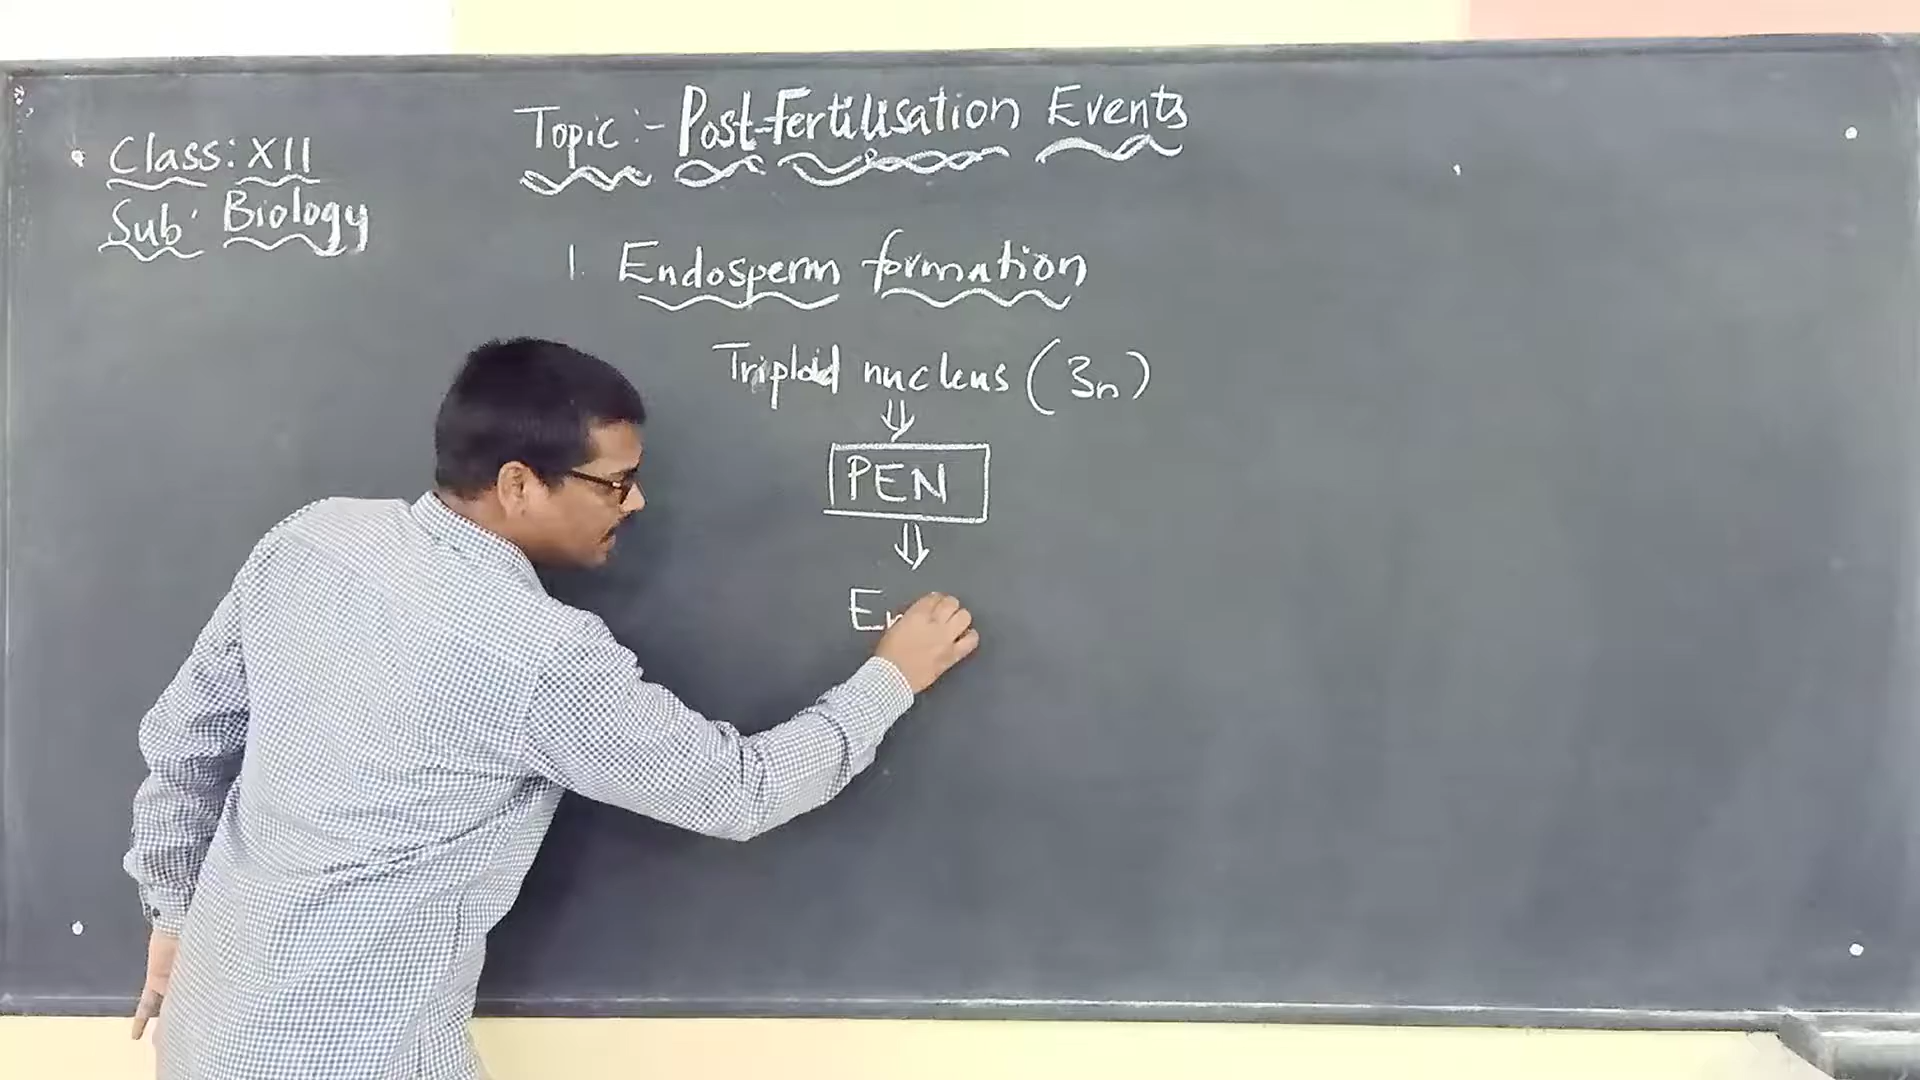 Class: XII
Sub: Biology
Topic:- Post-Fertilisation Events
1. Endosperm formation
Triploid nucleus (3n)
⇓
PEN
⇓